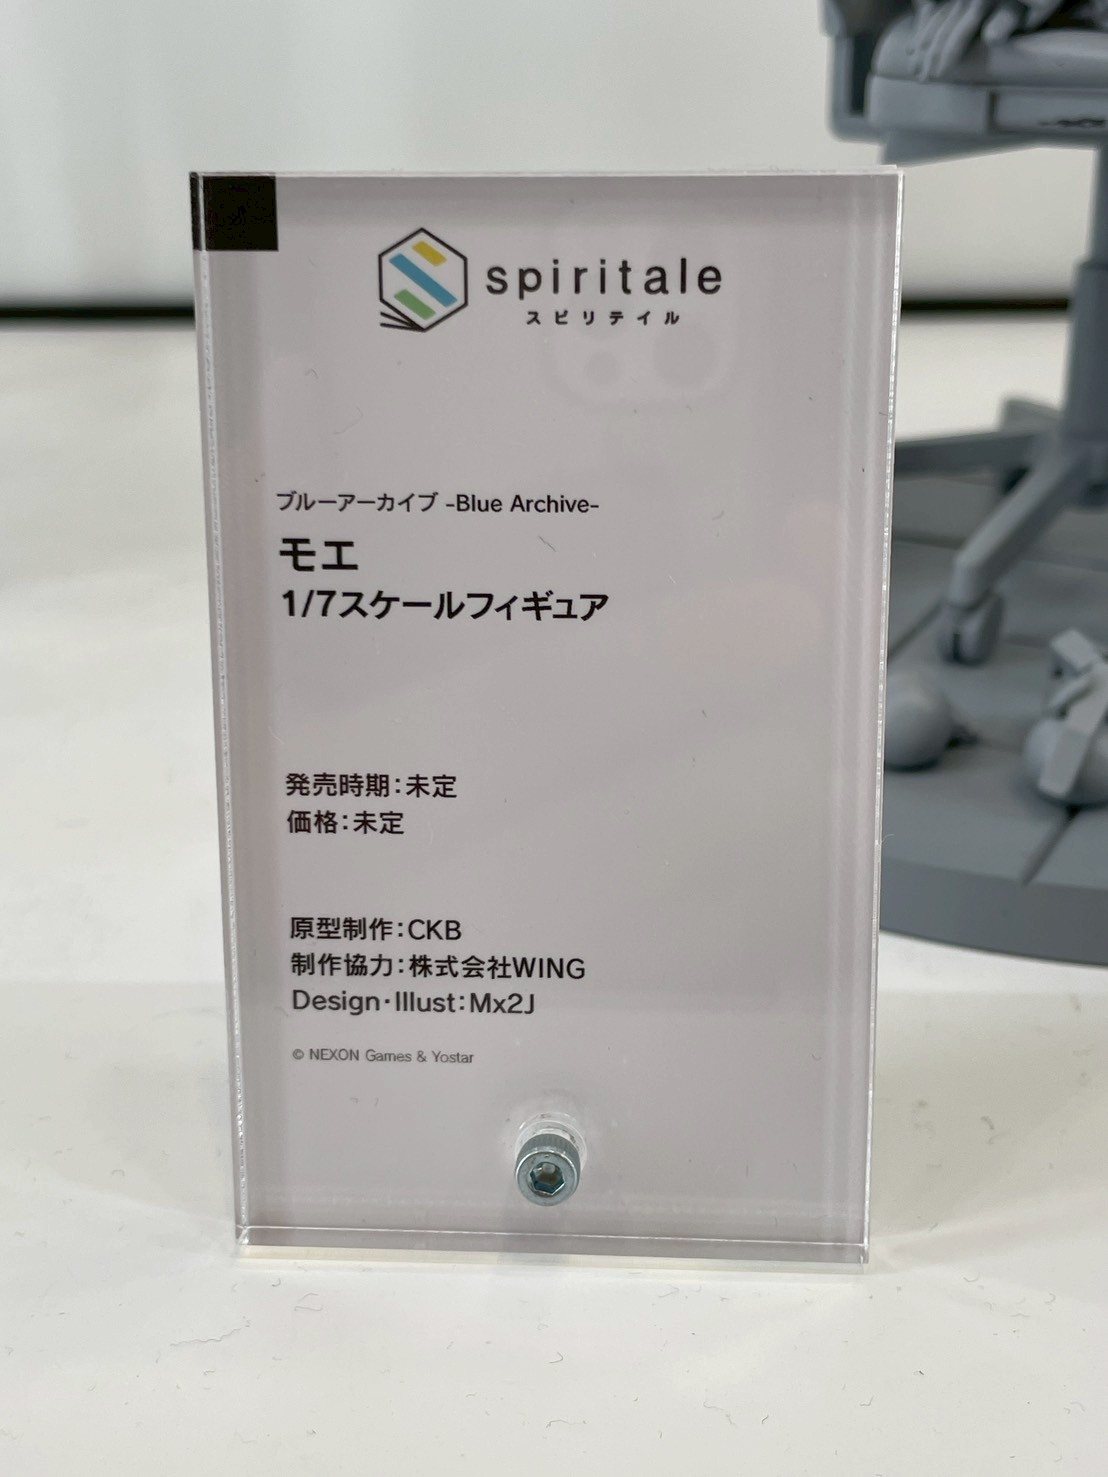 spiritale
スピリテイル
ブルーアーカイブ -Blue Archive-
モエ
1/7スケールフィギュア
発売時期：未定
価格：未定
原型制作：CKB
制作協力：株式会社WING
Design・Illust：Mx2J
© NEXON Games & Yostar